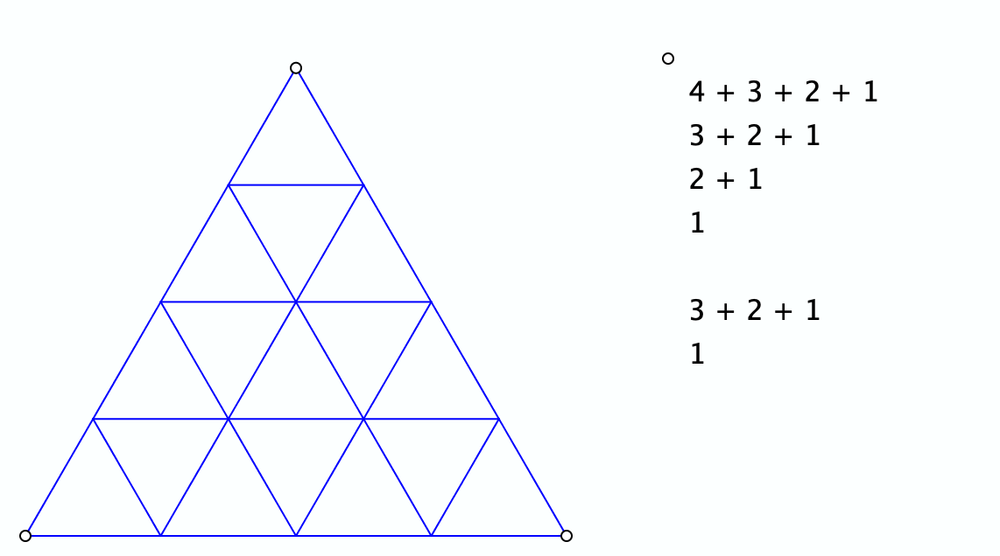 4 + 3 + 2 + 1
3 + 2 + 1
2 + 1
1
3 + 2 + 1
1